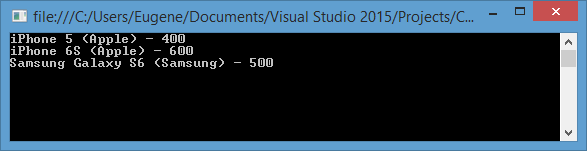 file:///C:/Users/Eugene/Documents/Visual Studio 2015/Projects/C...
iPhone 5 (Apple) - 400
iPhone 6S (Apple) - 600
Samsung Galaxy S6 (Samsung) - 500